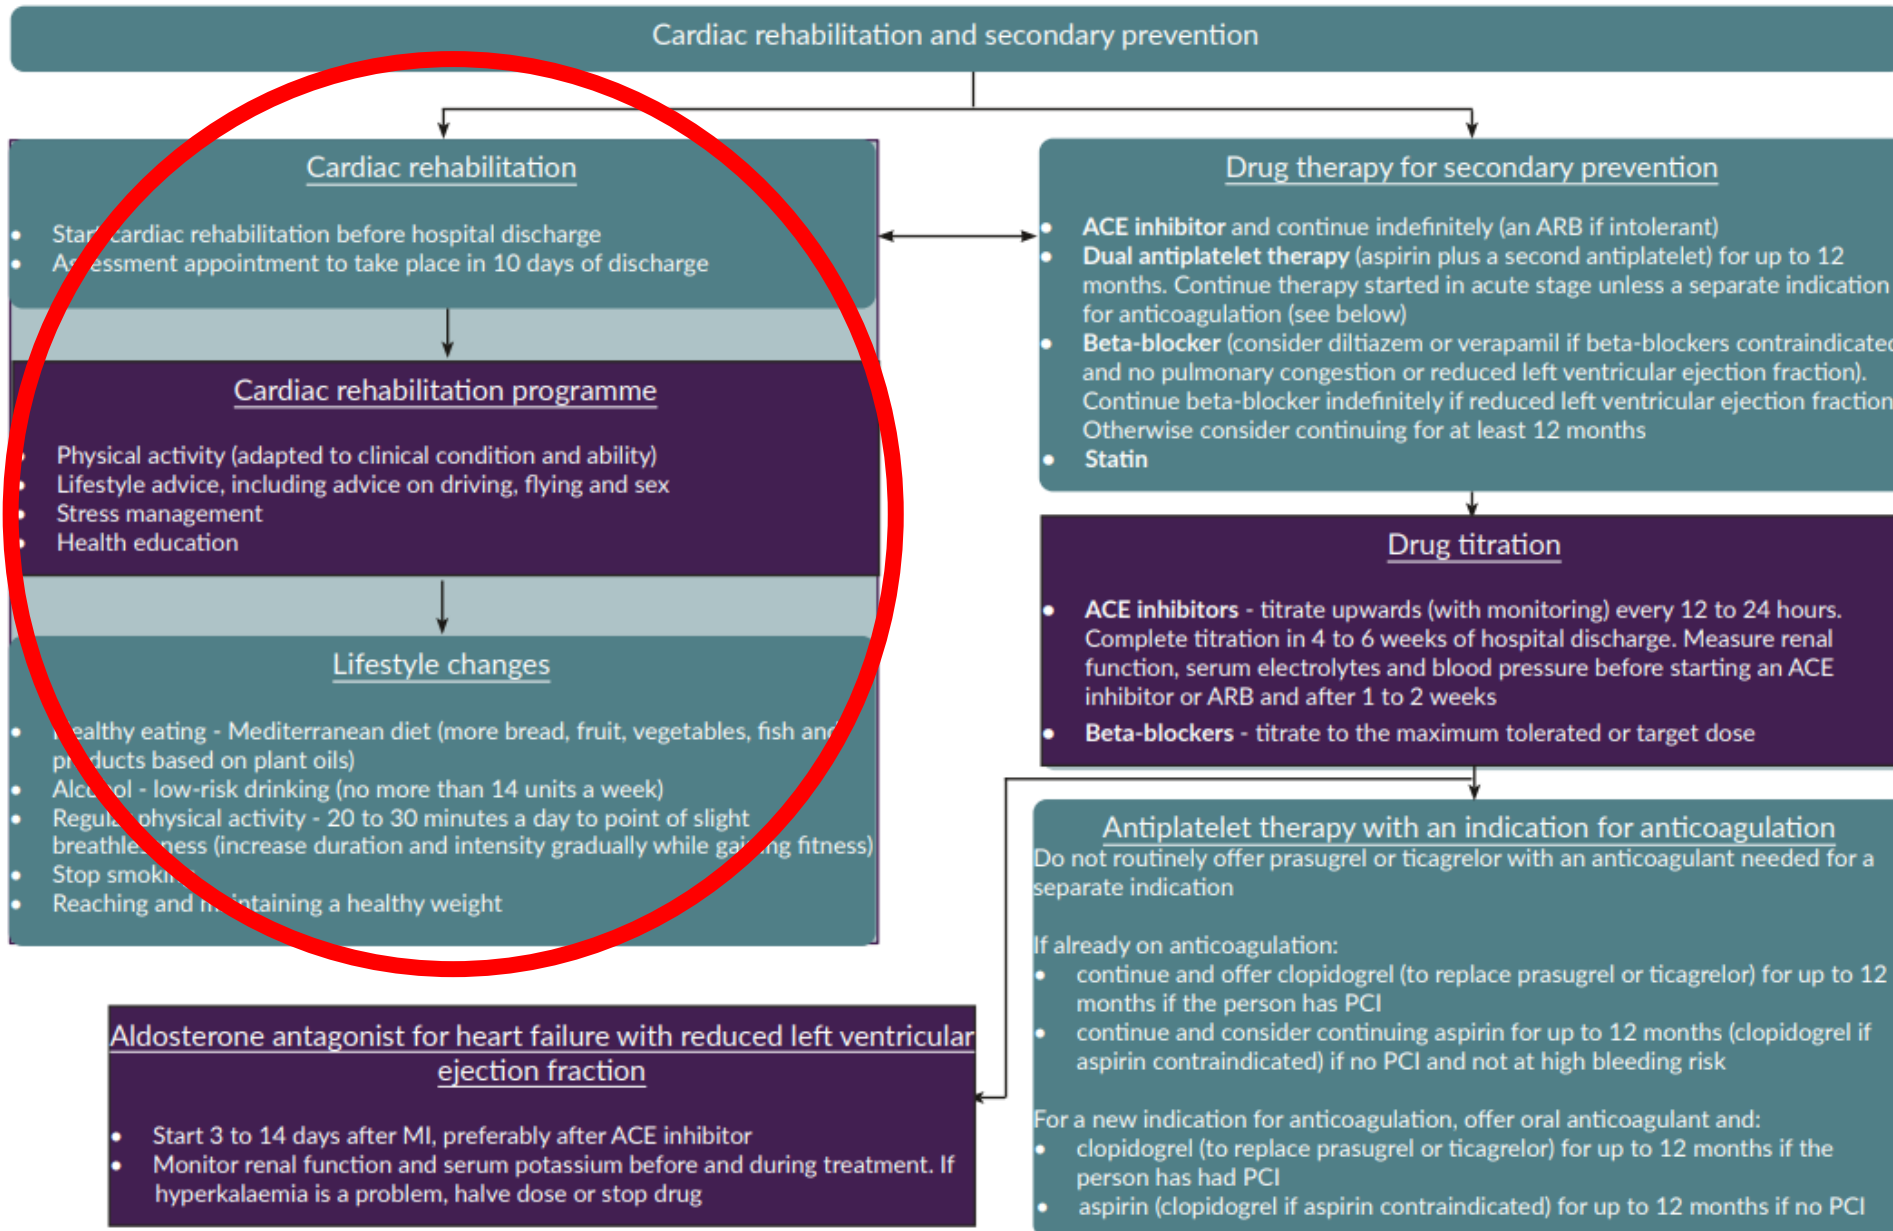 Cardiac rehabilitation and secondary prevention
Cardiac rehabilitation
• Start cardiac rehabilitation before hospital discharge
• Assessment appointment to take place in 10 days of discharge
Cardiac rehabilitation programme
• Physical activity (adapted to clinical condition and ability)
• Lifestyle advice, including advice on driving, flying and sex
• Stress management
• Health education
Lifestyle changes
• Healthy eating - Mediterranean diet (more bread, fruit, vegetables, fish and
products based on plant oils)
• Alcohol - low-risk drinking (no more than 14 units a week)
• Regular physical activity - 20 to 30 minutes a day to point of slight
breathlessness (increase duration and intensity gradually while gaining fitness)
• Stop smoking
• Reaching and maintaining a healthy weight
Drug therapy for secondary prevention
• ACE inhibitor and continue indefinitely (an ARB if intolerant)
• Dual antiplatelet therapy (aspirin plus a second antiplatelet) for up to 12
months. Continue therapy started in acute stage unless a separate indication
for anticoagulation (see below)
• Beta-blocker (consider diltiazem or verapamil if beta-blockers contraindicated
and no pulmonary congestion or reduced left ventricular ejection fraction).
Continue beta-blocker indefinitely if reduced left ventricular ejection fraction
Otherwise consider continuing for at least 12 months
• Statin
Drug titration
• ACE inhibitors - titrate upwards (with monitoring) every 12 to 24 hours.
Complete titration in 4 to 6 weeks of hospital discharge. Measure renal
function, serum electrolytes and blood pressure before starting an ACE
inhibitor or ARB and after 1 to 2 weeks
• Beta-blockers - titrate to the maximum tolerated or target dose
Antiplatelet therapy with an indication for anticoagulation
Do not routinely offer prasugrel or ticagrelor with an anticoagulant needed for a
separate indication
If already on anticoagulation:
• continue and offer clopidogrel (to replace prasugrel or ticagrelor) for up to 12
months if the person has PCI
• continue and consider continuing aspirin for up to 12 months (clopidogrel if
aspirin contraindicated) if no PCI and not at high bleeding risk
For a new indication for anticoagulation, offer oral anticoagulant and:
• clopidogrel (to replace prasugrel or ticagrelor) for up to 12 months if the
person has had PCI
• aspirin (clopidogrel if aspirin contraindicated) for up to 12 months if no PCI
Aldosterone antagonist for heart failure with reduced left ventricular
ejection fraction
• Start 3 to 14 days after MI, preferably after ACE inhibitor
• Monitor renal function and serum potassium before and during treatment. If
hyperkalaemia is a problem, halve dose or stop drug